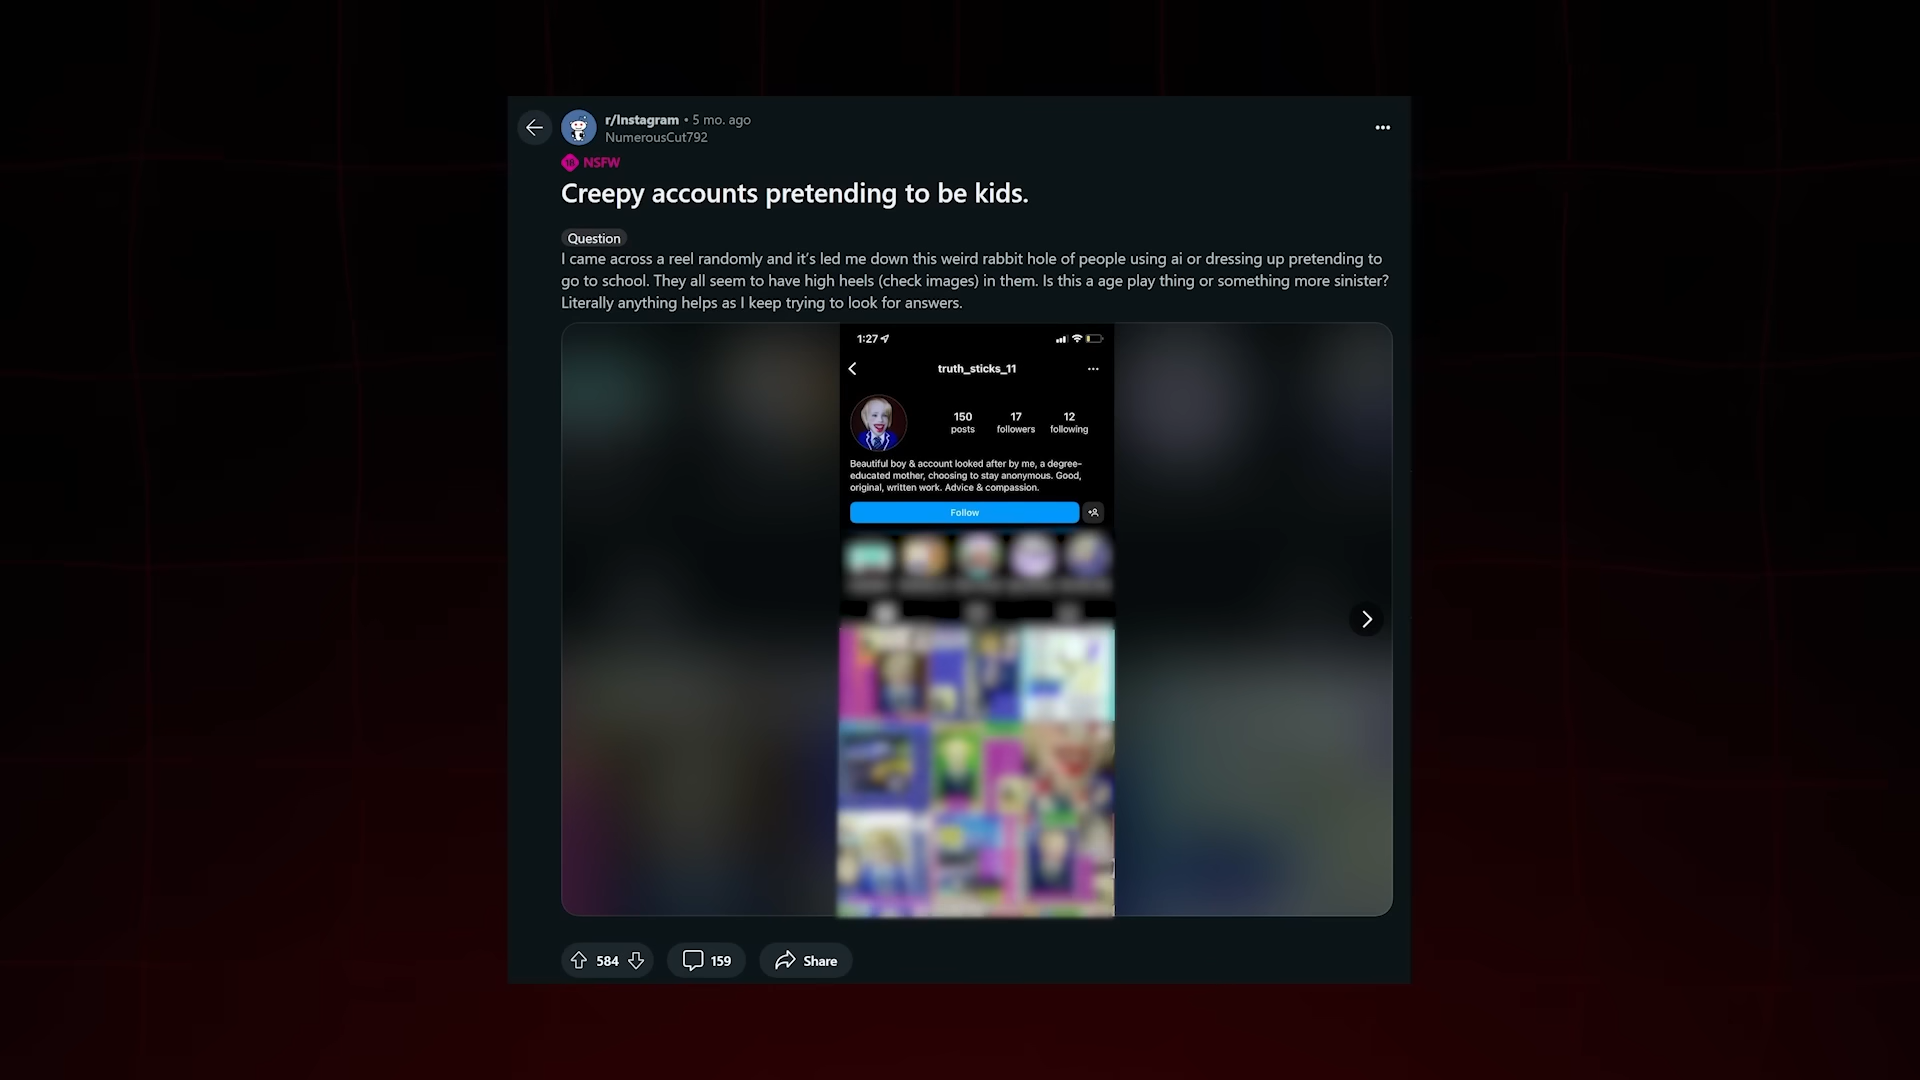 r/Instagram • 5 mo. ago
NumerousCut792
18 NSFW
Creepy accounts pretending to be kids.
Question
I came across a reel randomly and it's led me down this weird rabbit hole of people using ai or dressing up pretending to
go to school. They all seem to have high heels (check images) in them. Is this a age play thing or something more sinister?
Literally anything helps as I keep trying to look for answers.
1:27
truth_sticks_11
150 17 12
posts followers following
Beautiful boy & account looked after by me, a degree-
educated mother, choosing to stay anonymous. Good,
original, written work. Advice & compassion.
Follow
584 159 Share